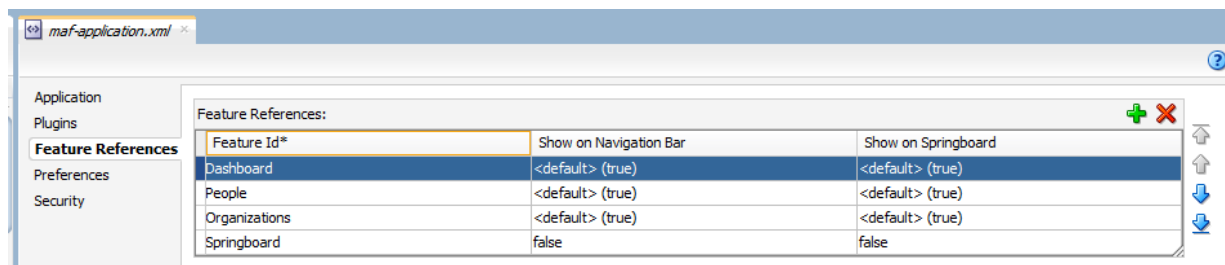 maf-application.xml
Application
Plugins
Feature References
Preferences
Security
Feature References:
Feature Id* Show on Navigation Bar Show on Springboard
Dashboard <default> (true) <default> (true)
People <default> (true) <default> (true)
Organizations <default> (true) <default> (true)
Springboard false false